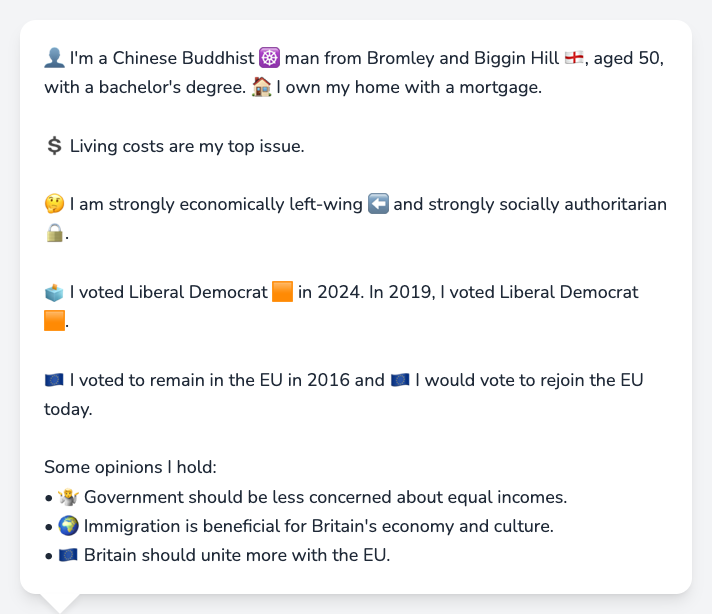 👤 I'm a Chinese Buddhist ☸️ man from Bromley and Biggin Hill 🏴󠁧󠁢󠁥󠁮󠁧󠁿, aged 50,
with a bachelor's degree. 🏠 I own my home with a mortgage.
💲 Living costs are my top issue.
🤔 I am strongly economically left-wing ⬅️ and strongly socially authoritarian
🔒.
🗳️ I voted Liberal Democrat 🟧 in 2024. In 2019, I voted Liberal Democrat
🟧.
🇪🇺 I voted to remain in the EU in 2016 and 🇪🇺 I would vote to rejoin the EU
today.
Some opinions I hold:
• 🤷 Government should be less concerned about equal incomes.
• 🌍 Immigration is beneficial for Britain's economy and culture.
• 🇪🇺 Britain should unite more with the EU.